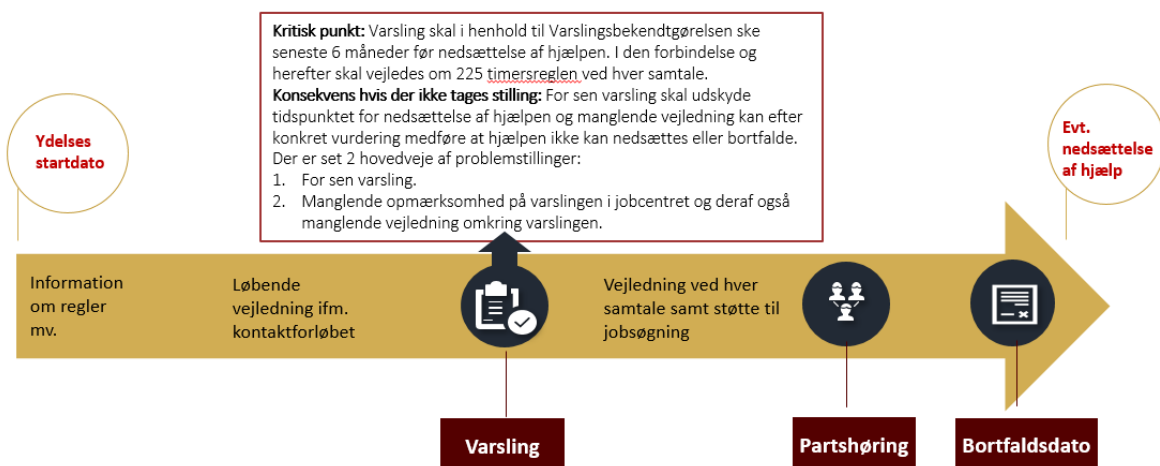 Kritisk punkt: Varsling skal i henhold til Varslingsbekendtgørelsen ske
seneste 6 måneder før nedsættelse af hjælpen. I den forbindelse og
herefter skal vejledes om 225 timersreglen ved hver samtale.
Konsekvens hvis der ikke tages stilling: For sen varsling skal udskyde
tidspunktet for nedsættelse af hjælpen og manglende vejledning kan efter
konkret vurdering medføre at hjælpen ikke kan nedsættes eller bortfalde.
Der er set 2 hovedveje af problemstillinger:
1. For sen varsling.
2. Manglende opmærksomhed på varslingen i jobcentret og deraf også
manglende vejledning omkring varslingen.
Ydelses
startdato
Evt.
nedsættelse
af hjælp
Information
om regler
mv.
Løbende
vejledning ifm.
kontaktforløbet
Vejledning ved hver
samtale samt støtte til
jobsøgning
Varsling
Partshøring
Bortfaldsdato